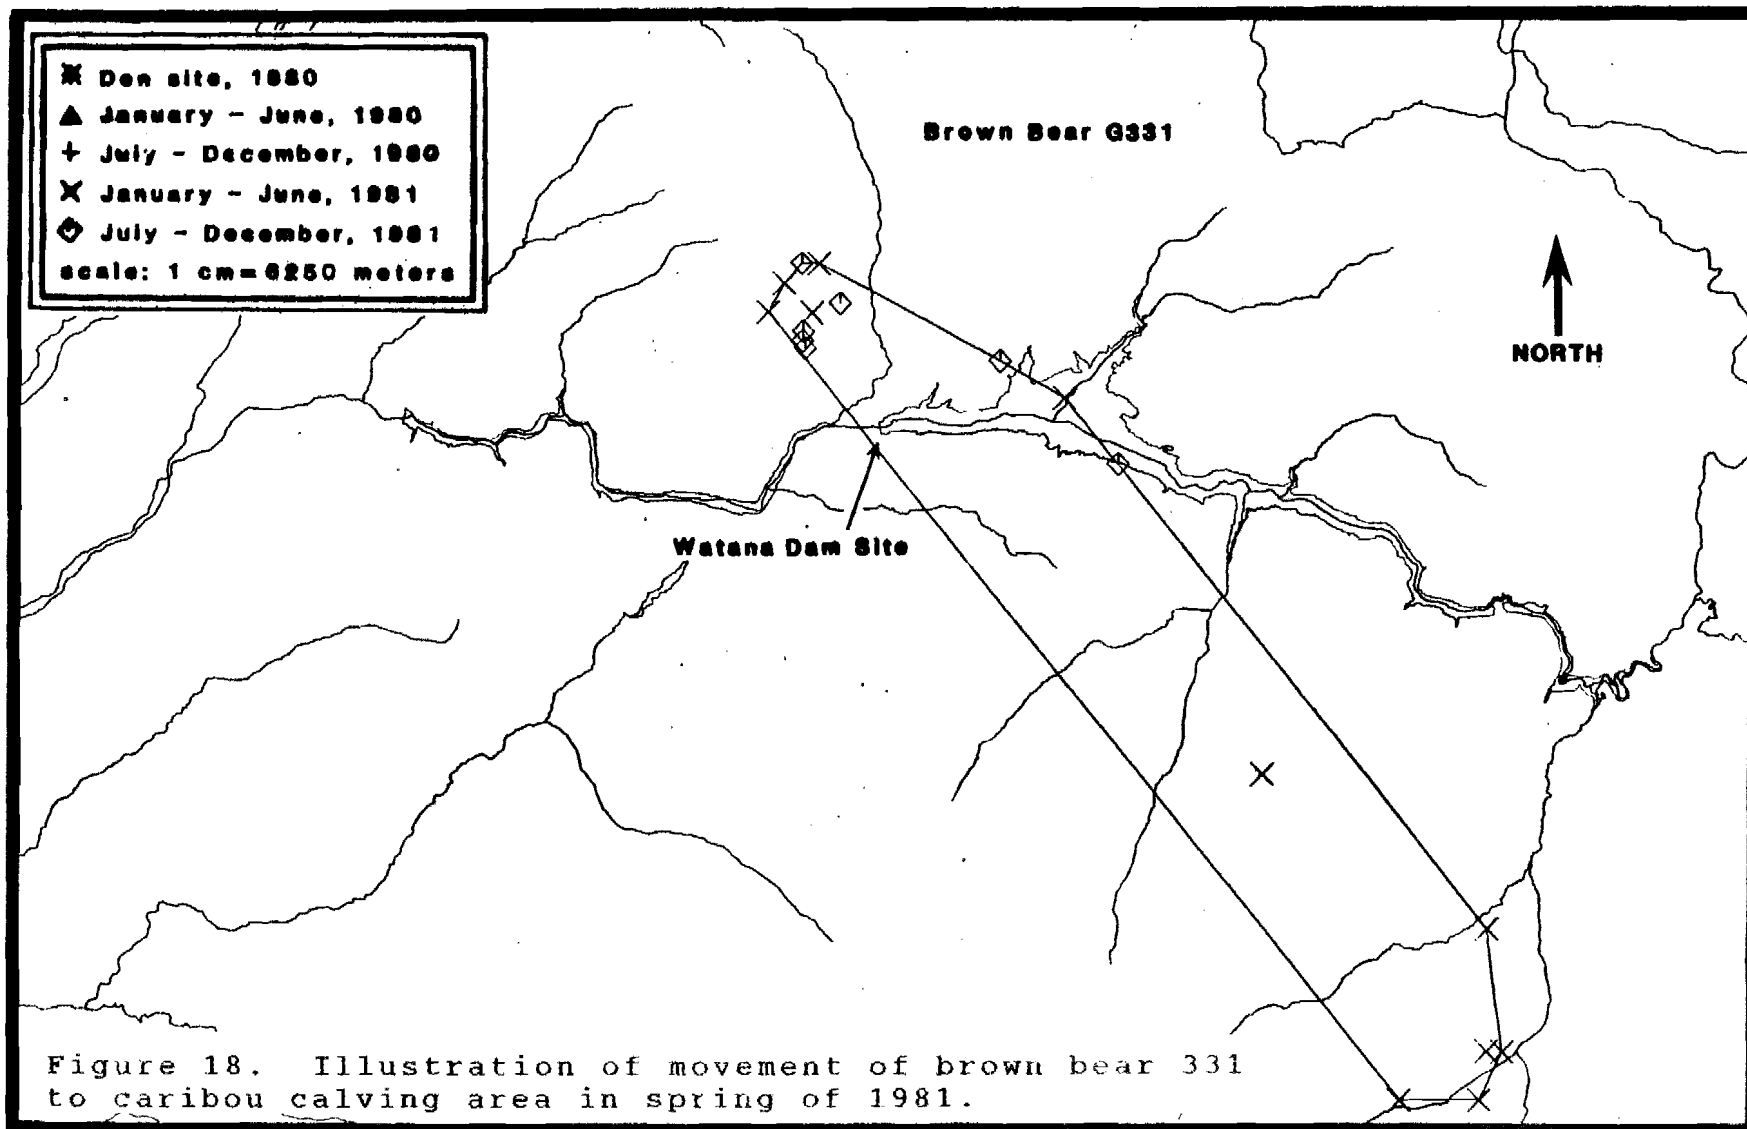 Den site, 1980
January - June, 1980
July - December, 1980
January - June, 1981
July - December, 1981
scale: 1 cm=6250 meters
Brown Bear G331
NORTH
Watana Dam Site
Figure 18. Illustration of movement of brown bear 331
to caribou calving area in spring of 1981.